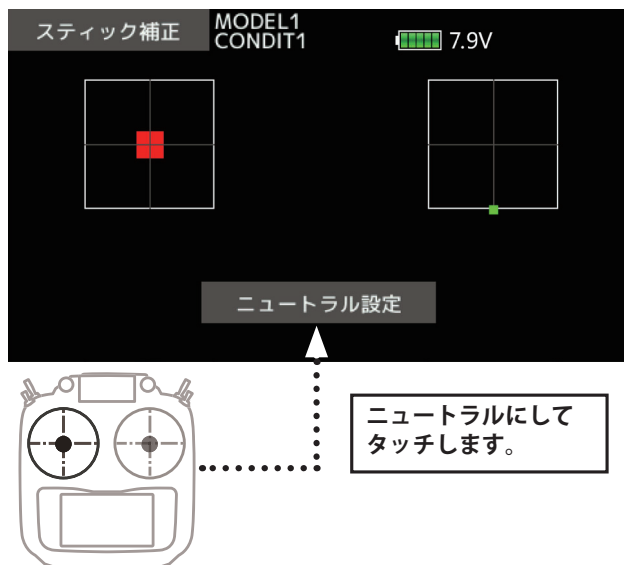 スティック補正
MODEL1
CONDIT1
7.9V
ニュートラル設定
ニュートラルにして
タッチします。